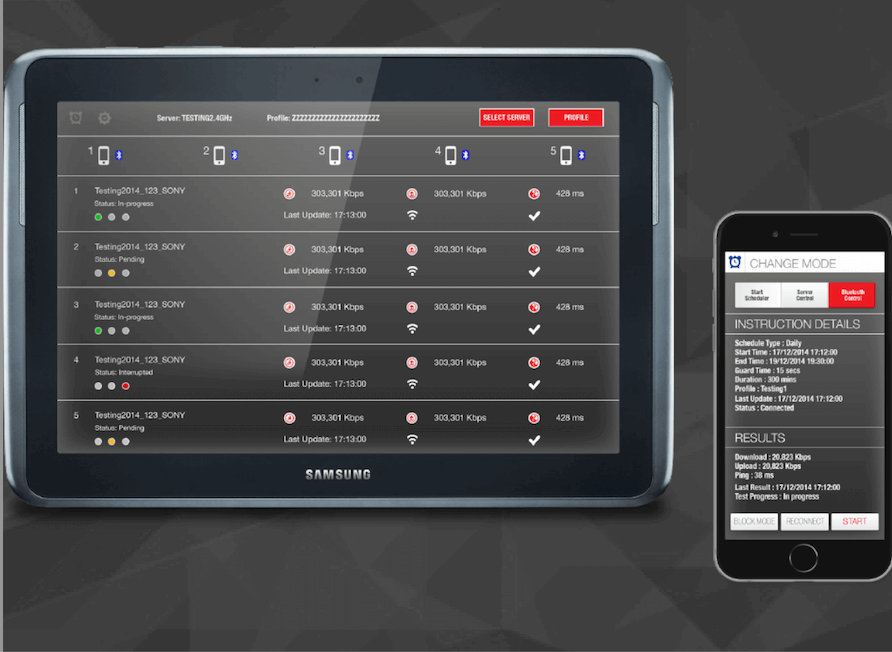 Server: TESTING2.4GHz Profile: ZZZZZZZZZZZZZZZZZZZZZZZ SELECT SERVER PROFILE
1 2 3 4 5
1 Testing2014_123_SONY 303,301 Kbps 303,301 Kbps 428 ms
Status: In-progress Last Update: 17:13:00
2 Testing2014_123_SONY 303,301 Kbps 303,301 Kbps 428 ms
Status: Pending Last Update: 17:13:00
3 Testing2014_123_SONY 303,301 Kbps 303,301 Kbps 428 ms
Status: In-progress Last Update: 17:13:00
4 Testing2014_123_SONY 303,301 Kbps 303,301 Kbps 428 ms
Status: Interrupted Last Update: 17:13:00
5 Testing2014_123_SONY 303,301 Kbps 303,301 Kbps 428 ms
Status: Pending Last Update: 17:13:00
SAMSUNG
CHANGE MODE
Start Scheduler
Server Control
Bluetooth Control
INSTRUCTION DETAILS
Schedule Type : Daily
Start Time : 17/12/2014 17:12:00
End Time : 19/12/2014 19:30:00
Guard Time : 15 secs
Duration : 300 mins
Profile : Testing1
Last Update : 17/12/2014 17:12:00
Status : Connected
RESULTS
Download : 20,823 Kbps
Upload : 20,823 Kbps
Ping : 38 ms
Last Result : 17/12/2014 17:12:00
Test Progress : In progress
BLOCK MODE RECONNECT START